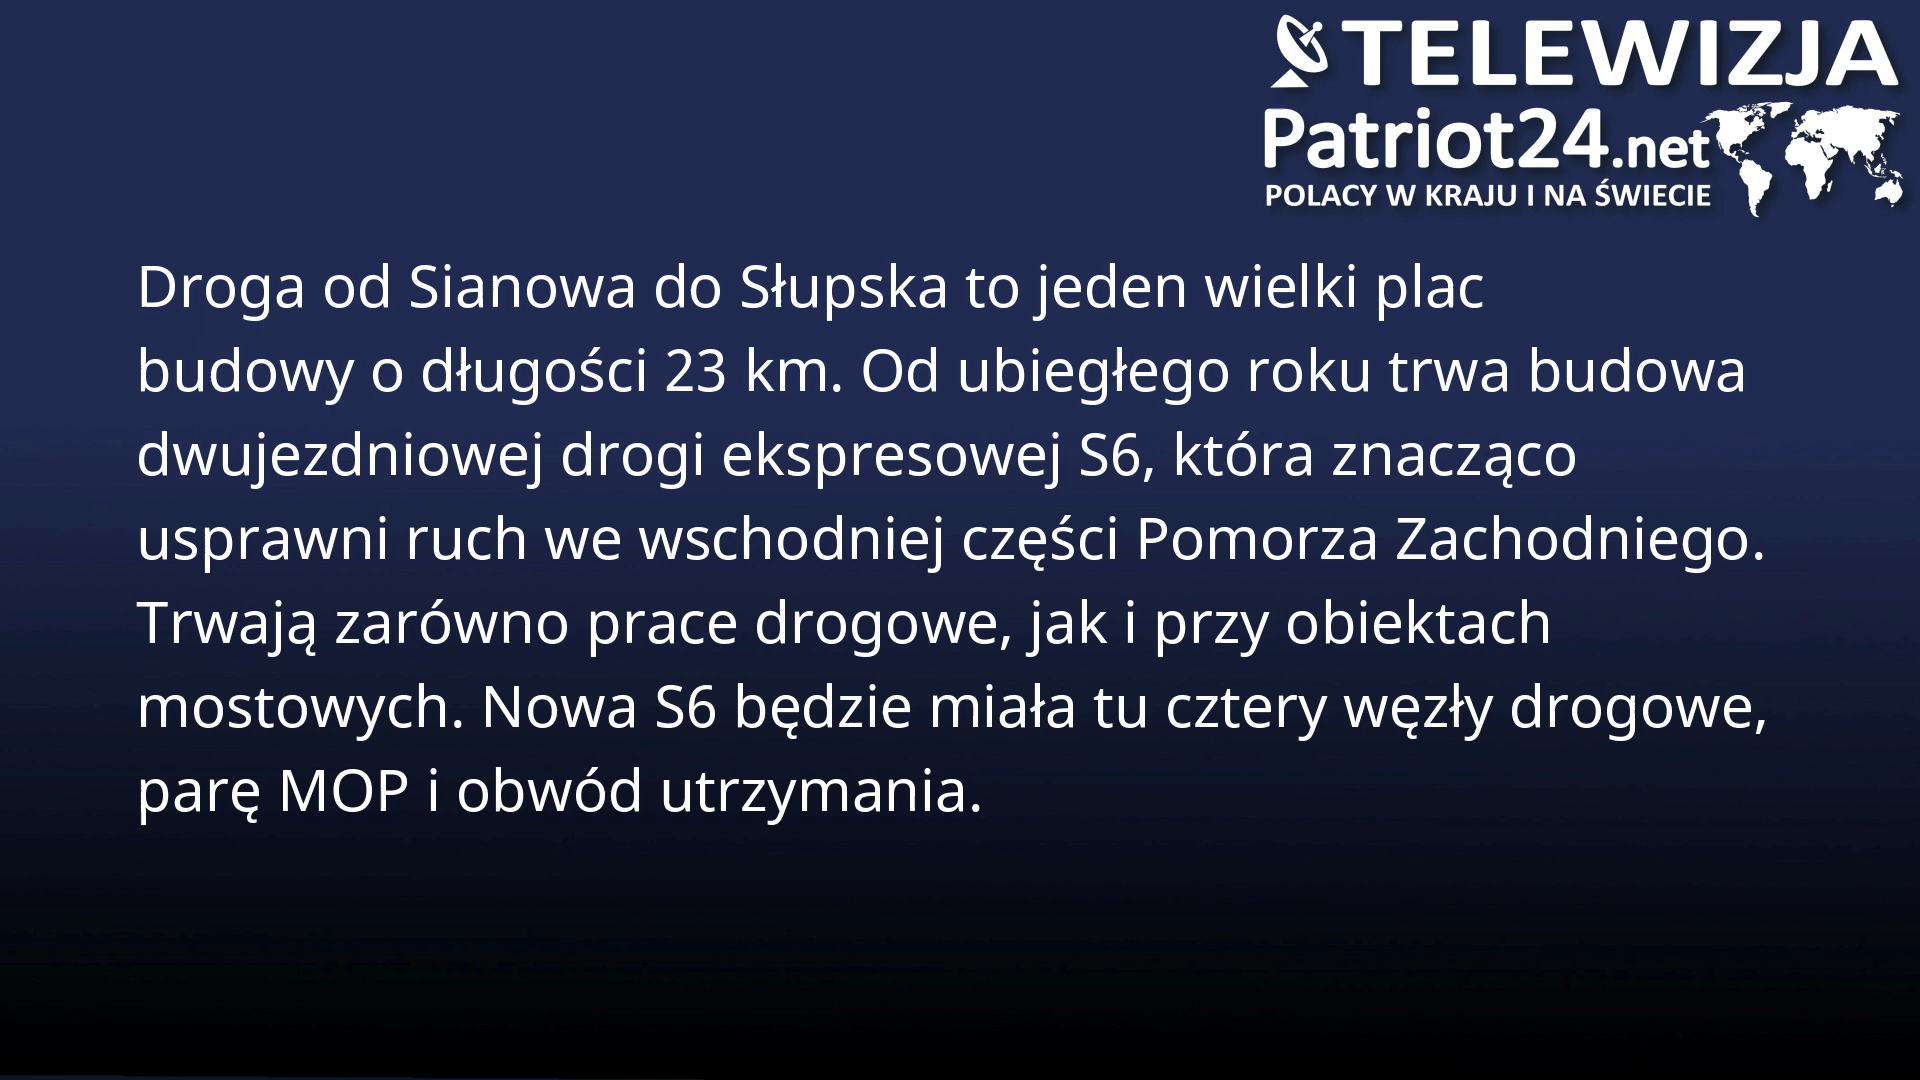 TELEWIZJA
Patriot24.net
POLACY W KRAJU I NA ŚWIECIE
Droga od Sianowa do Słupska to jeden wielki plac
budowy o długości 23 km. Od ubiegłego roku trwa budowa
dwujezdniowej drogi ekspresowej S6, która znacząco
usprawni ruch we wschodniej części Pomorza Zachodniego.
Trwają zarówno prace drogowe, jak i przy obiektach
mostowych. Nowa S6 będzie miała tu cztery węzły drogowe,
parę MOP i obwód utrzymania.